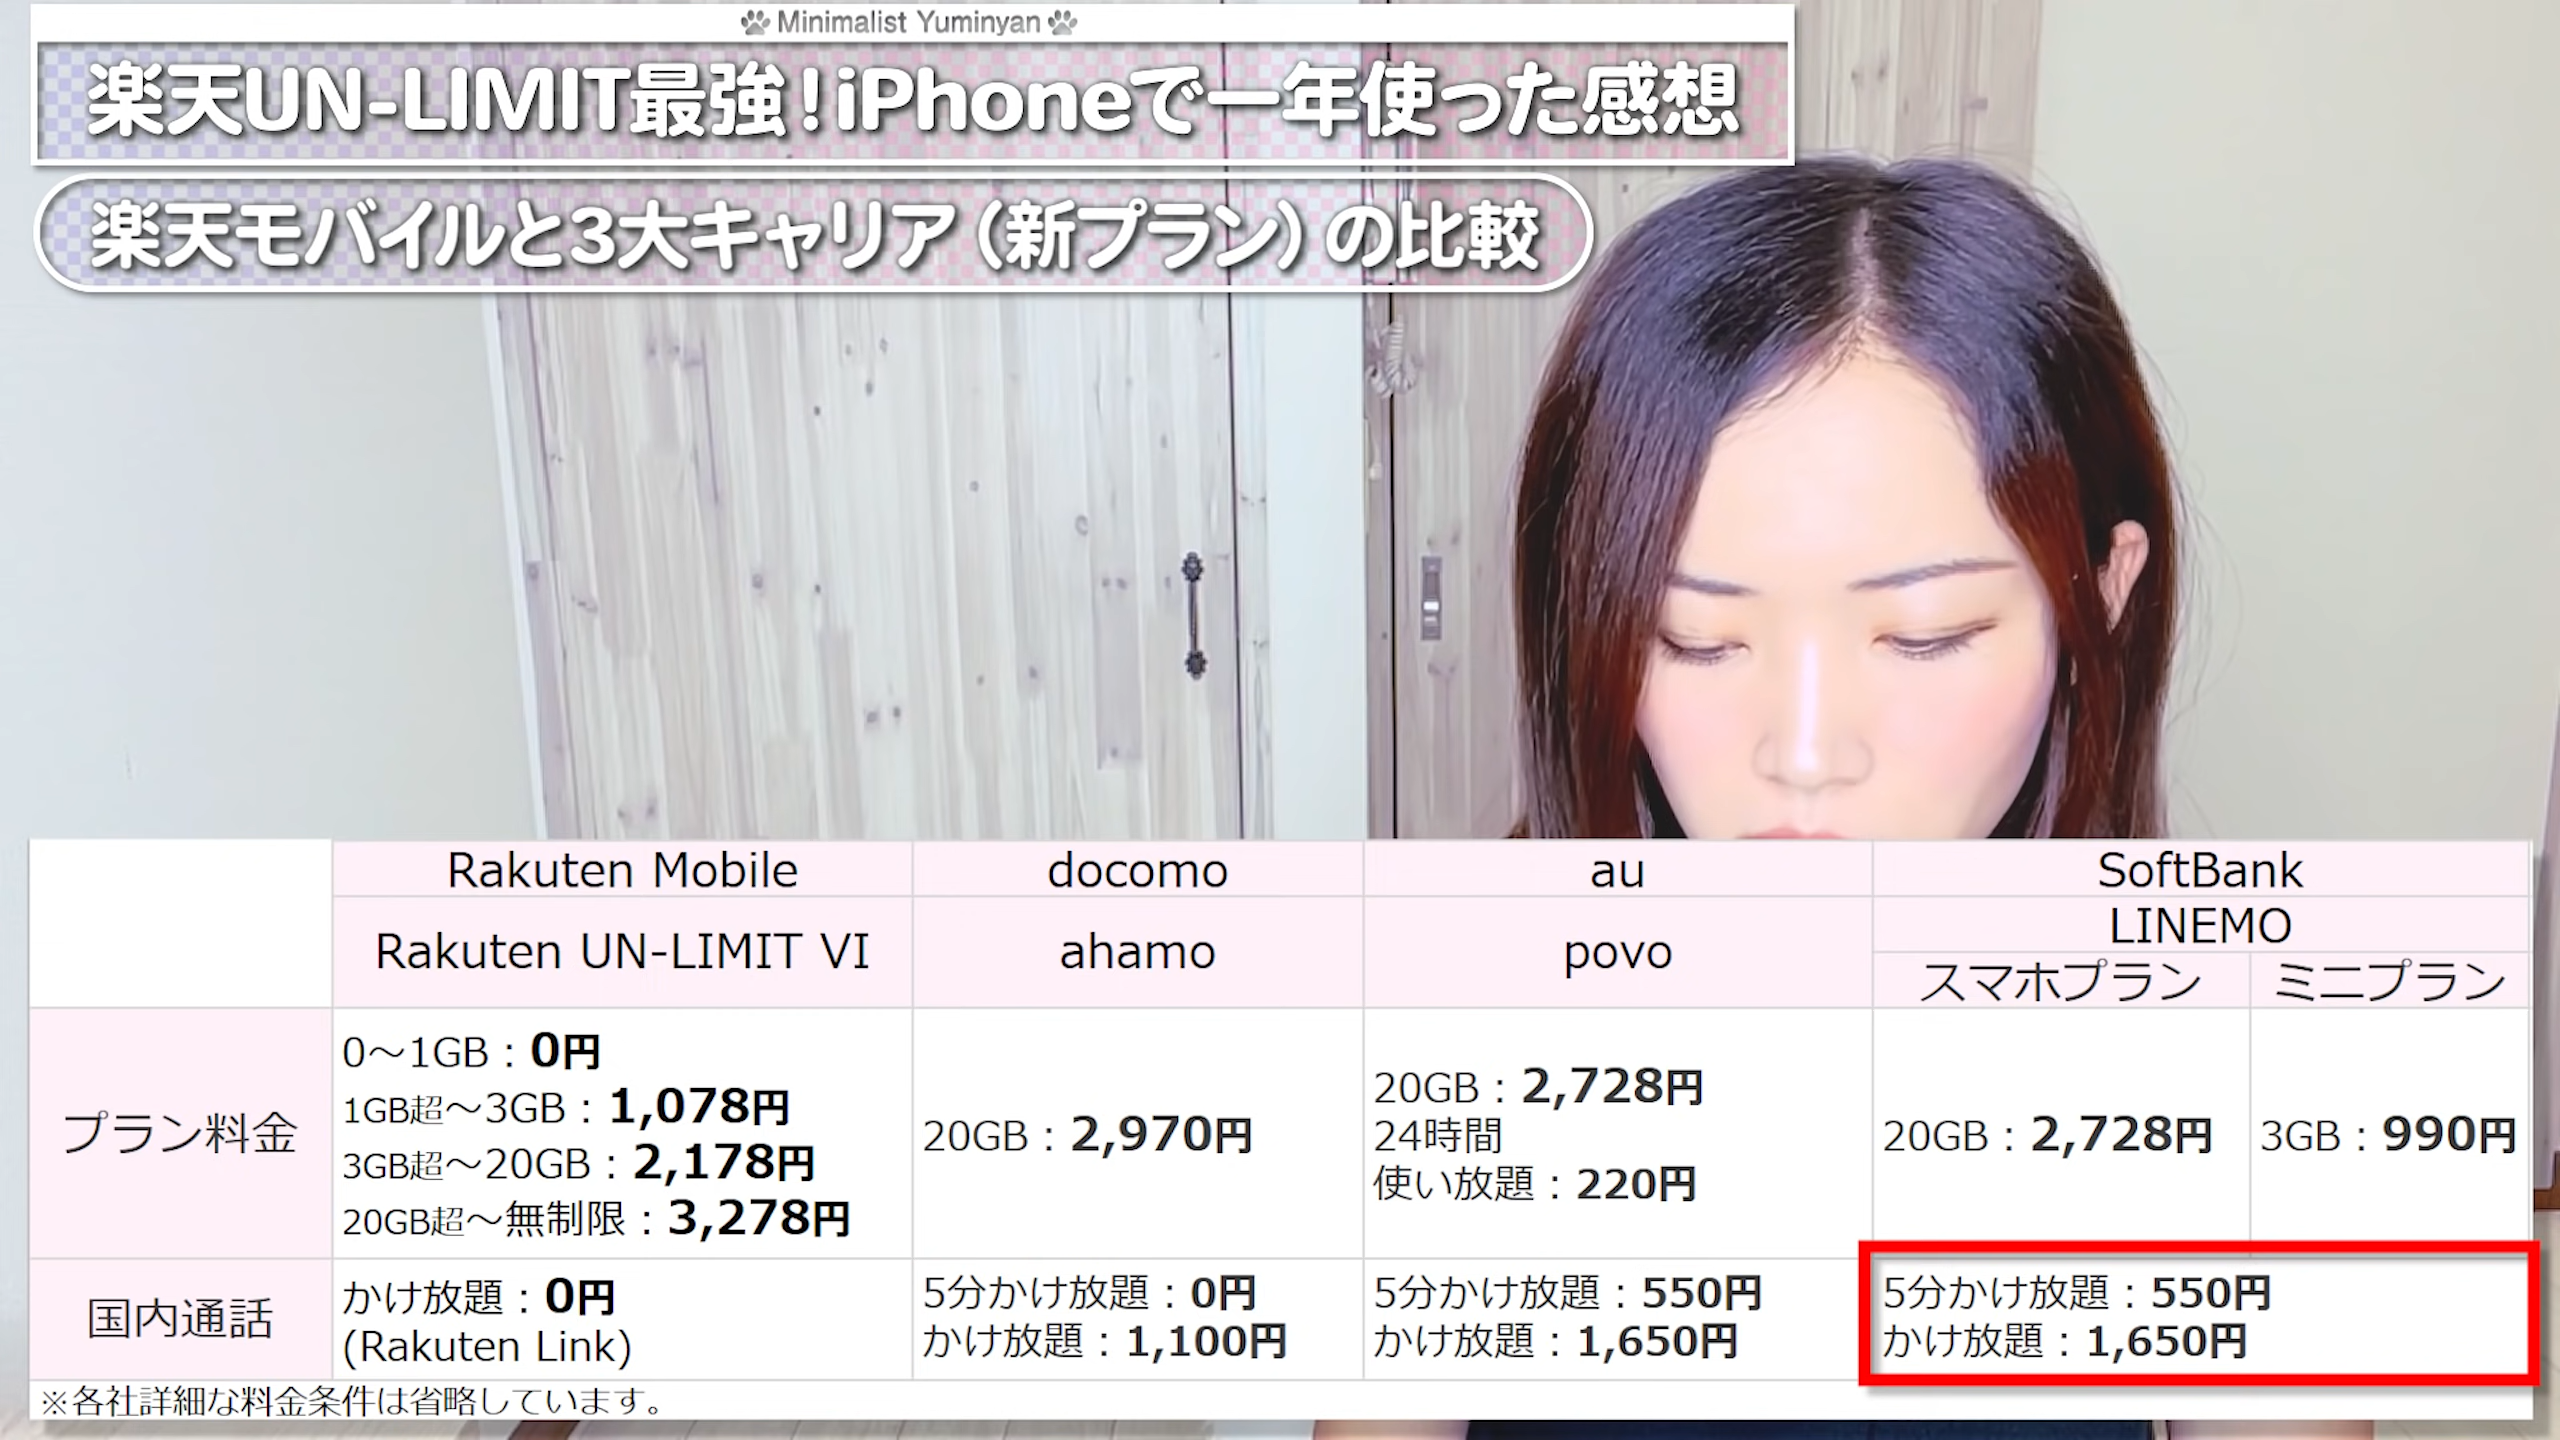 Minimalist Yuminyan
楽天UN-LIMIT最強！iPhoneで一年使った感想
楽天モバイルと3大キャリア（新プラン）の比較
Rakuten Mobile docomo au SoftBank
Rakuten UN-LIMIT VI ahamo povo LINEMO
スマホプラン ミニプラン
プラン料金
0～1GB：0円
1GB超～3GB：1,078円
3GB超～20GB：2,178円
20GB超～無制限：3,278円
20GB：2,970円
20GB：2,728円
24時間
使い放題：220円
20GB：2,728円
3GB：990円
国内通話
かけ放題：0円
(Rakuten Link)
5分かけ放題：0円
かけ放題：1,100円
5分かけ放題：550円
かけ放題：1,650円
5分かけ放題：550円
かけ放題：1,650円
※各社詳細な料金条件は省略しています。